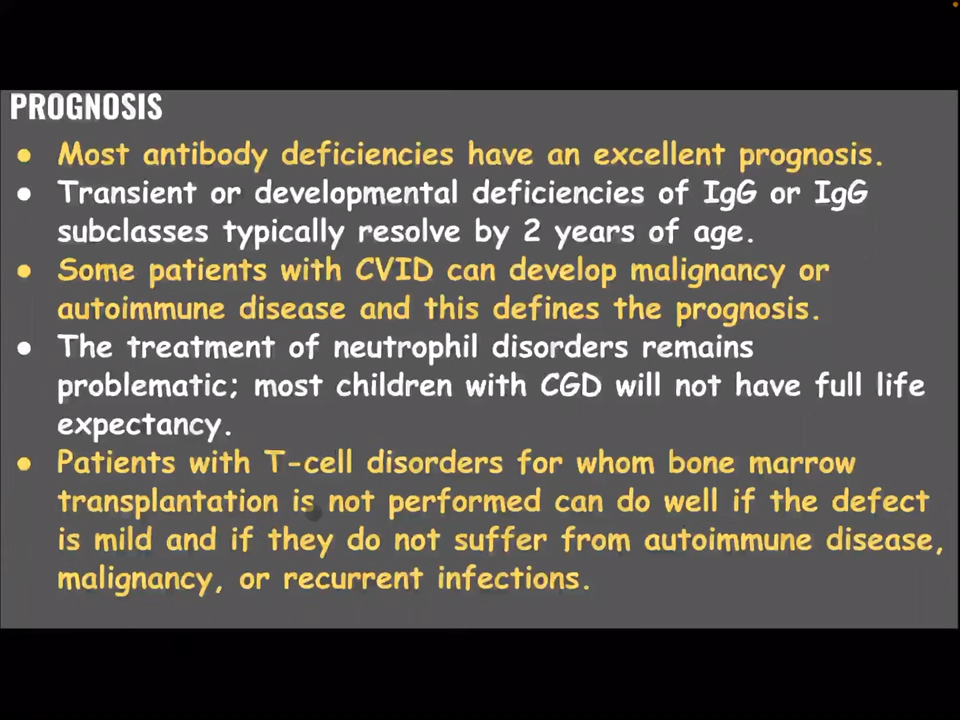 PROGNOSIS
● Most antibody deficiencies have an excellent prognosis.
● Transient or developmental deficiencies of IgG or IgG
subclasses typically resolve by 2 years of age.
● Some patients with CVID can develop malignancy or
autoimmune disease and this defines the prognosis.
● The treatment of neutrophil disorders remains
problematic; most children with CGD will not have full life
expectancy.
● Patients with T-cell disorders for whom bone marrow
transplantation is not performed can do well if the defect
is mild and if they do not suffer from autoimmune disease,
malignancy, or recurrent infections.